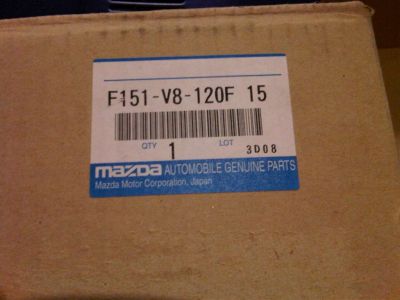 F151-V8-120F 15
QTY 1 LOT 3D08
mazda AUTOMOBILE GENUINE PARTS
Mazda Motor Corporation, Japan